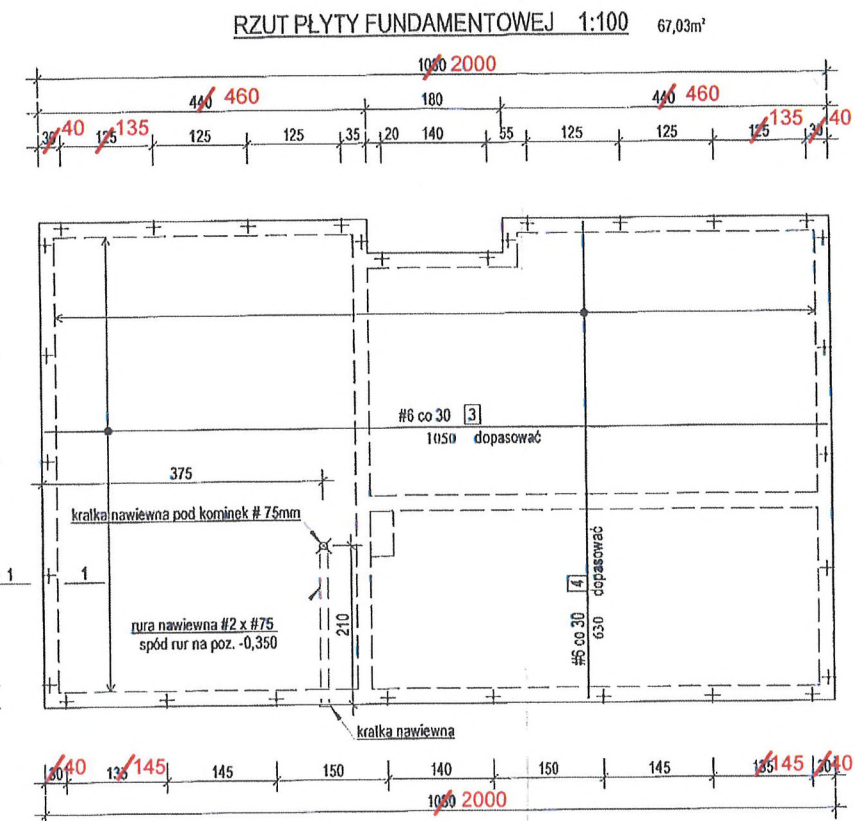 RZUT PŁYTY FUNDAMENTOWEJ 1:100 67,03m²
1060 2000
440 460 180 440 460
30 40 125 135 125 125 35 20 140 55 125 125 125 135 30 40
#6 co 30 3
1050 dopasować
375
kratka nawiewna pod kominek # 75mm
1 1
rura nawiewna #2 x #75
spód rur na poz. -0,350
210
#6 co 30 4 dopasować
630
kratka nawiewna
30 40 135 145 145 150 140 150 145 135 145 30 40
1060 2000